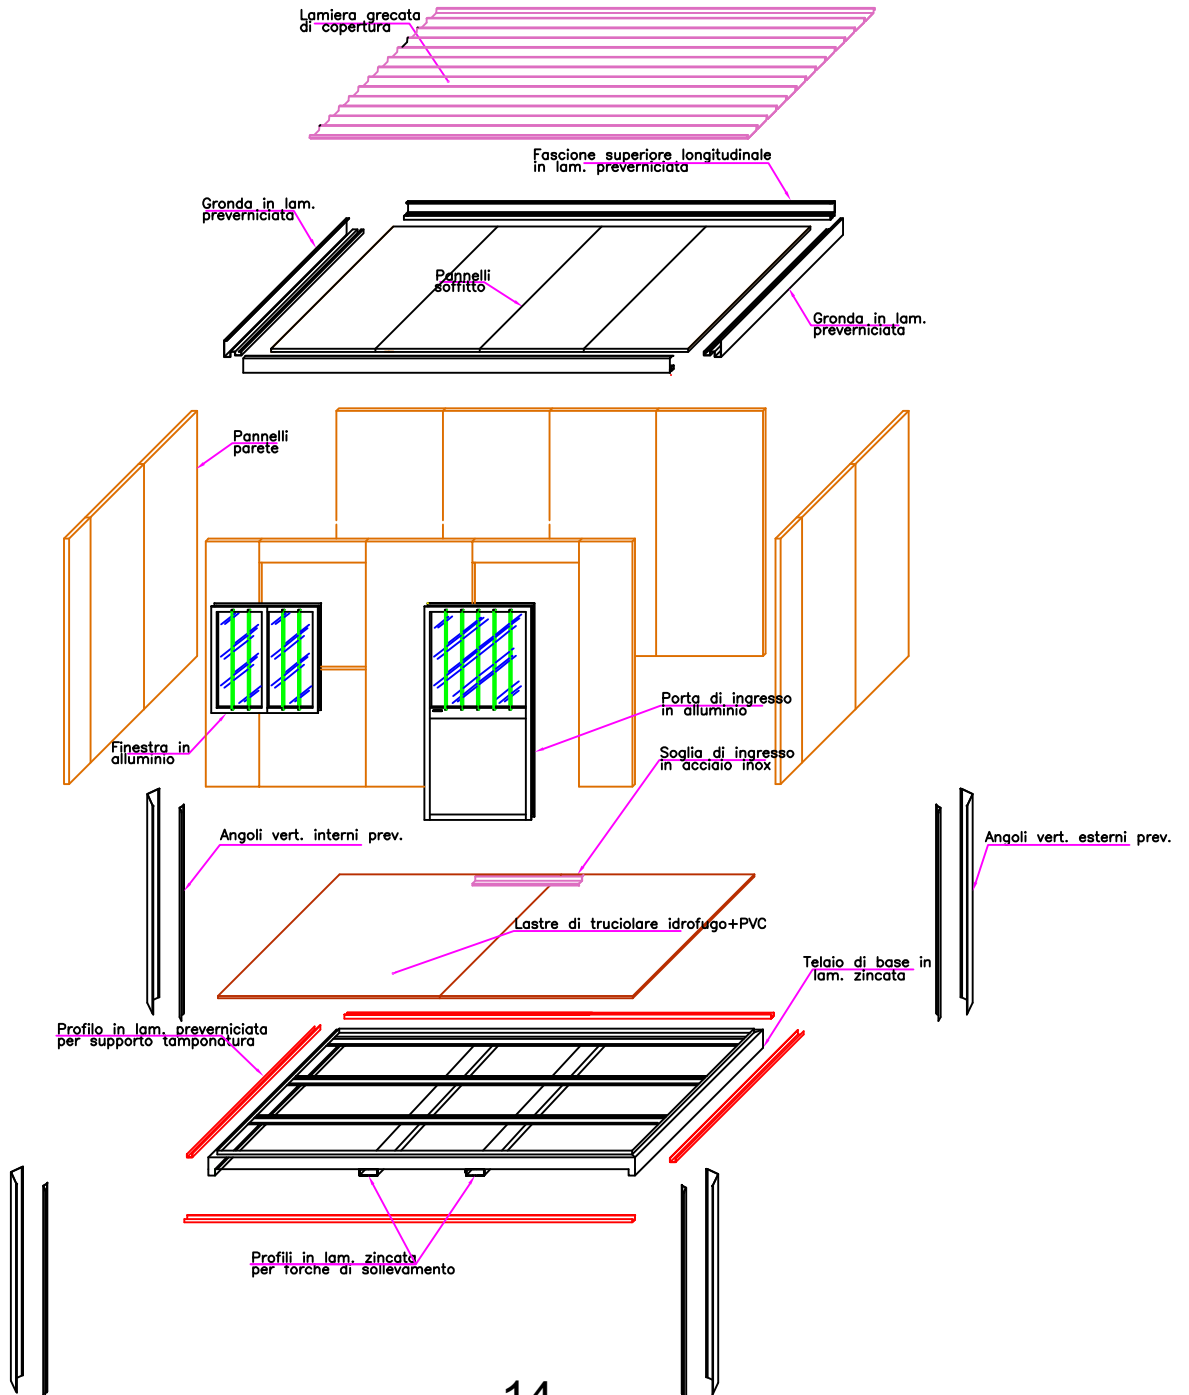 Lamiera grecata
di copertura
Fascione superiore longitudinale
in lam. preverniciata
Gronda in lam.
preverniciata
Pannelli
soffitto
Gronda in lam.
preverniciata
Pannelli
parete
Porta di ingresso
in alluminio
Finestra in
alluminio
Soglia di ingresso
in acciaio inox
Angoli vert. interni prev.
Angoli vert. esterni prev.
Lastre di truciolare idrofugo+PVC
Telaio di base in
lam. zincata
Profilo in lam. preverniciata
per supporto tamponatura
Profili in lam. zincata
per forche di sollevamento
14